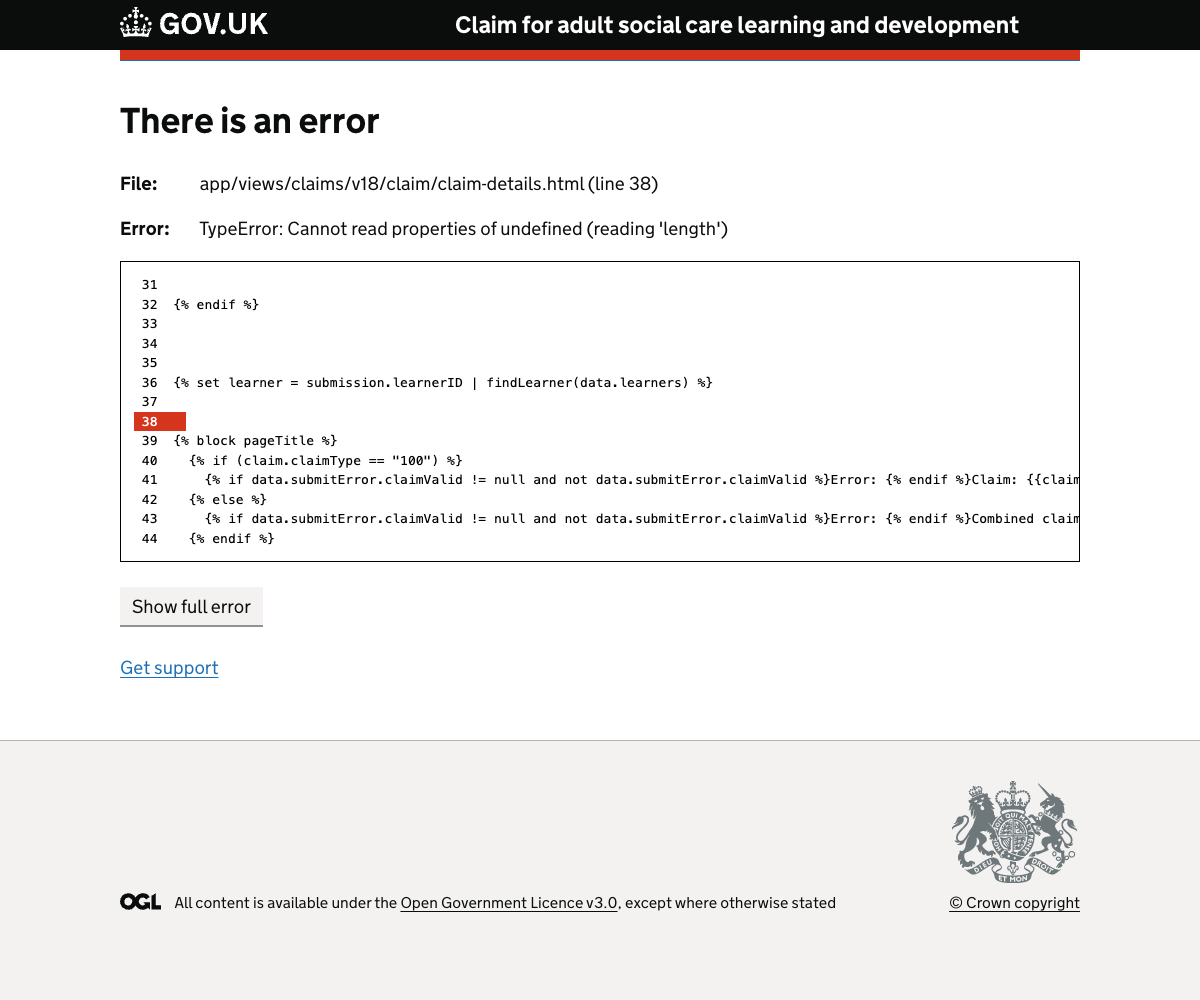 GOV.UK
Claim for adult social care learning and development
There is an error
File: app/views/claims/v18/claim/claim-details.html (line 38)
Error: TypeError: Cannot read properties of undefined (reading 'length')
31
32 {% endif %}
33
34
35
36 {% set learner = submission.learnerID | findLearner(data.learners) %}
37
38
39 {% block pageTitle %}
40 {% if (claim.claimType == "100") %}
41 {% if data.submitError.claimValid != null and not data.submitError.claimValid %}Error: {% endif %}Claim: {{claim
42 {% else %}
43 {% if data.submitError.claimValid != null and not data.submitError.claimValid %}Error: {% endif %}Combined claim
44 {% endif %}
Show full error
Get support
DIEU ET MON DROIT
OGL All content is available under the Open Government Licence v3.0, except where otherwise stated
© Crown copyright